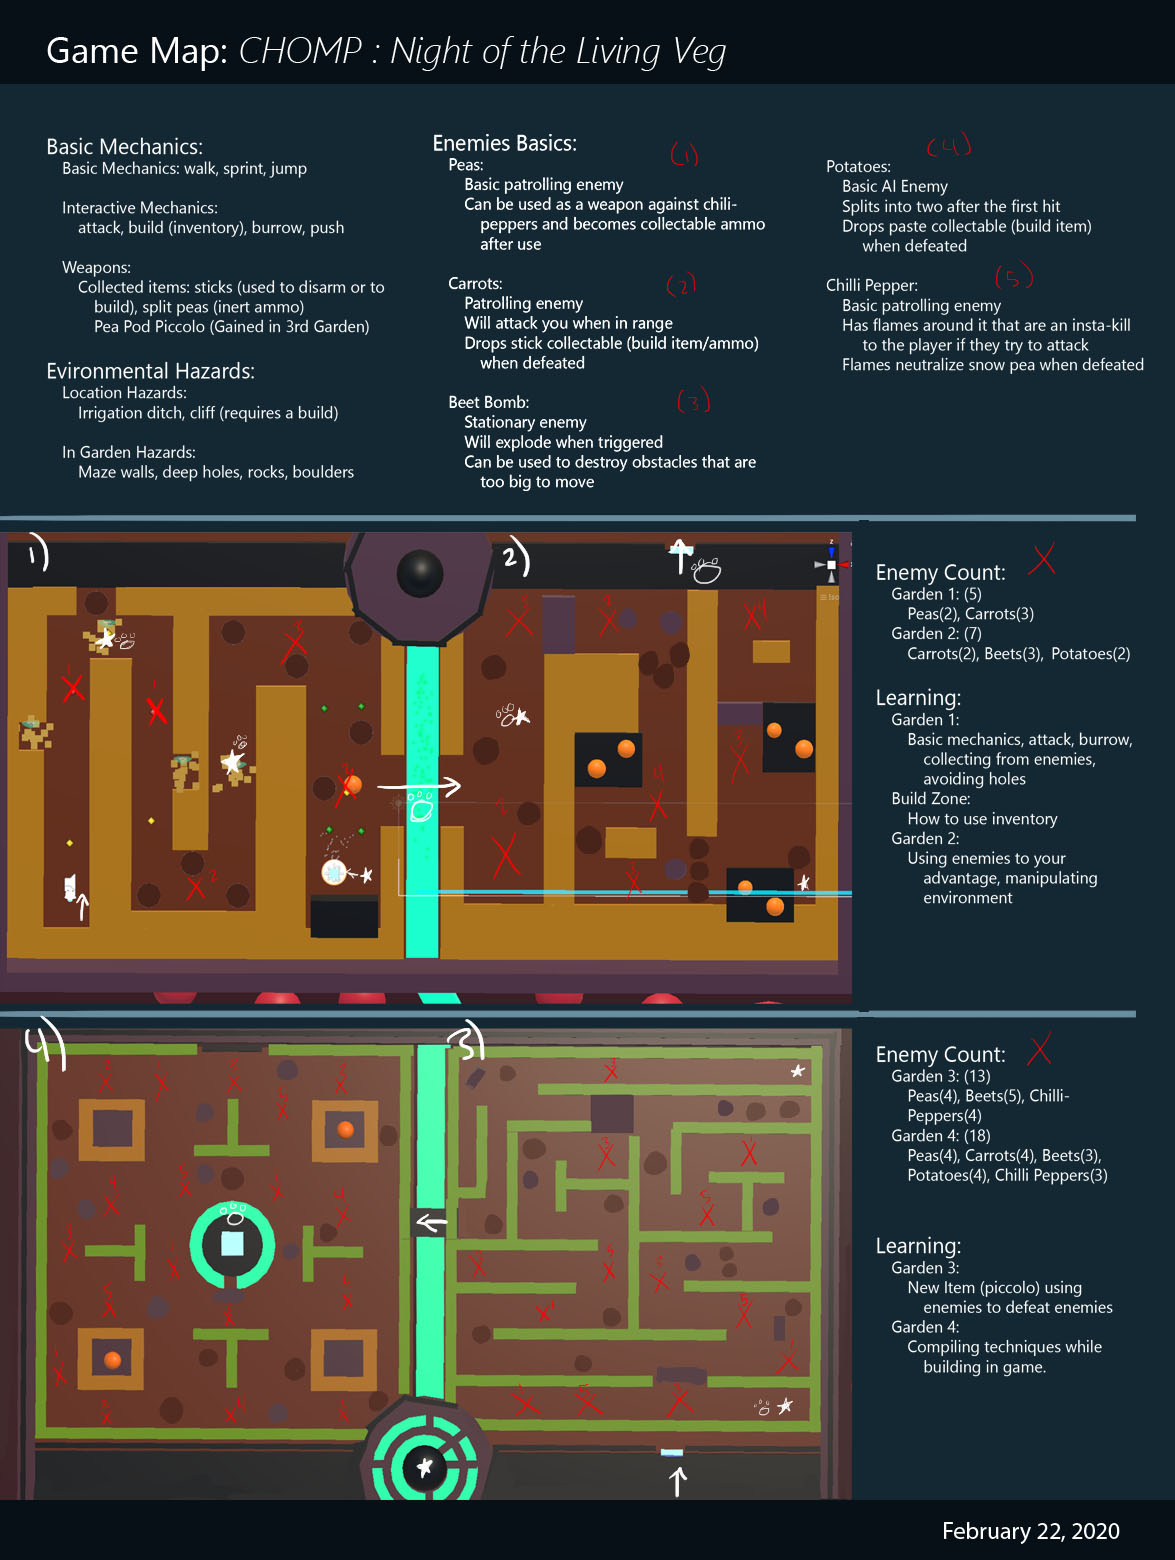 Game Map: CHOMP : Night of the Living Veg
Basic Mechanics:
Basic Mechanics: walk, sprint, jump
Interactive Mechanics:
attack, build (inventory), burrow, push
Weapons:
Collected items: sticks (used to disarm or to
build), split peas (inert ammo)
Pea Pod Piccolo (Gained in 3rd Garden)
Evironmental Hazards:
Location Hazards:
Irrigation ditch, cliff (requires a build)
In Garden Hazards:
Maze walls, deep holes, rocks, boulders
Enemies Basics:
Peas: (1)
Basic patrolling enemy
Can be used as a weapon against chili-
peppers and becomes collectable ammo
after use
Carrots: (2)
Patrolling enemy
Will attack you when in range
Drops stick collectable (build item/ammo)
when defeated
Beet Bomb: (3)
Stationary enemy
Will explode when triggered
Can be used to destroy obstacles that are
too big to move
(4)
Potatoes:
Basic AI Enemy
Splits into two after the first hit
Drops paste collectable (build item)
when defeated
Chilli Pepper: (5)
Basic patrolling enemy
Has flames around it that are an insta-kill
to the player if they try to attack
Flames neutralize snow pea when defeated
1)
2)
Enemy Count: X
Garden 1: (5)
Peas(2), Carrots(3)
Garden 2: (7)
Carrots(2), Beets(3), Potatoes(2)
Learning:
Garden 1:
Basic mechanics, attack, burrow,
collecting from enemies,
avoiding holes
Build Zone:
How to use inventory
Garden 2:
Using enemies to your
advantage, manipulating
environment
4)
3)
Enemy Count: X
Garden 3: (13)
Peas(4), Beets(5), Chilli-
Peppers(4)
Garden 4: (18)
Peas(4), Carrots(4), Beets(3),
Potatoes(4), Chilli Peppers(3)
Learning:
Garden 3:
New Item (piccolo) using
enemies to defeat enemies
Garden 4:
Compiling techniques while
building in game.
February 22, 2020